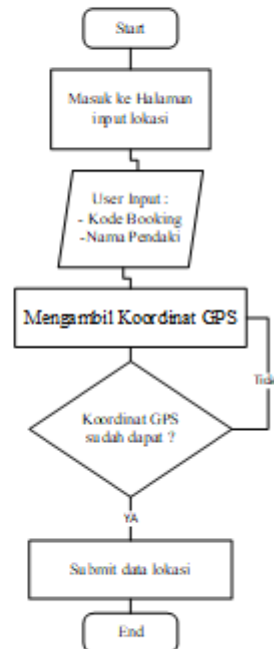 Start
Masuk ke Halaman
input lokasi
User Input :
- Kode Booking
-Nama Pendaki
Mengambil Koordinat GPS
Koordinat GPS
sudah dapat ?
YA
Submit data lokasi
End